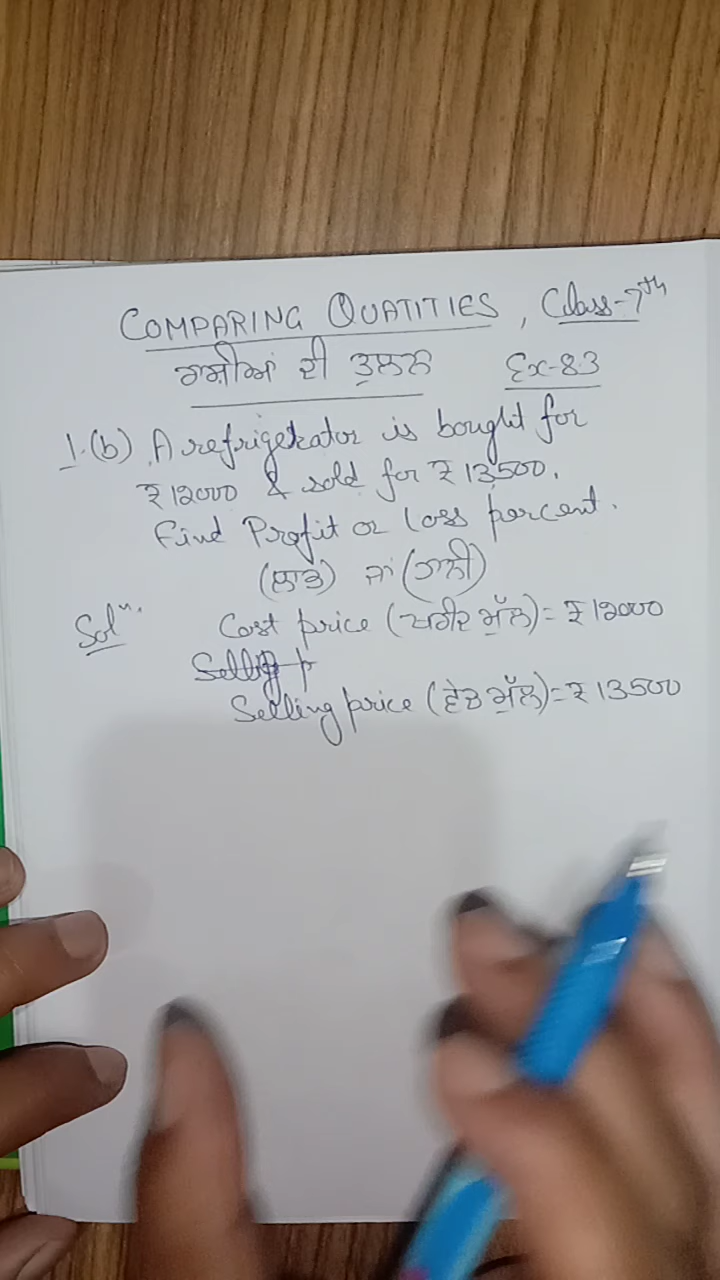 COMPARING QUATITIES, Class-7th
ਰਾਸ਼ੀਆਂ ਦੀ ਤੁਲਨਾ Ex-8.3
1.(b) A refrigerator is bought for
₹12000 & sold for ₹13500.
Find Profit or loss percent.
(ਲਾਭ) ਜਾਂ (ਹਾਨੀ)
Solⁿ. Cost price (ਖਰੀਦ ਮੁੱਲ) = ₹12000
Selling p
Selling price (ਵੇਚ ਮੁੱਲ) = ₹13500